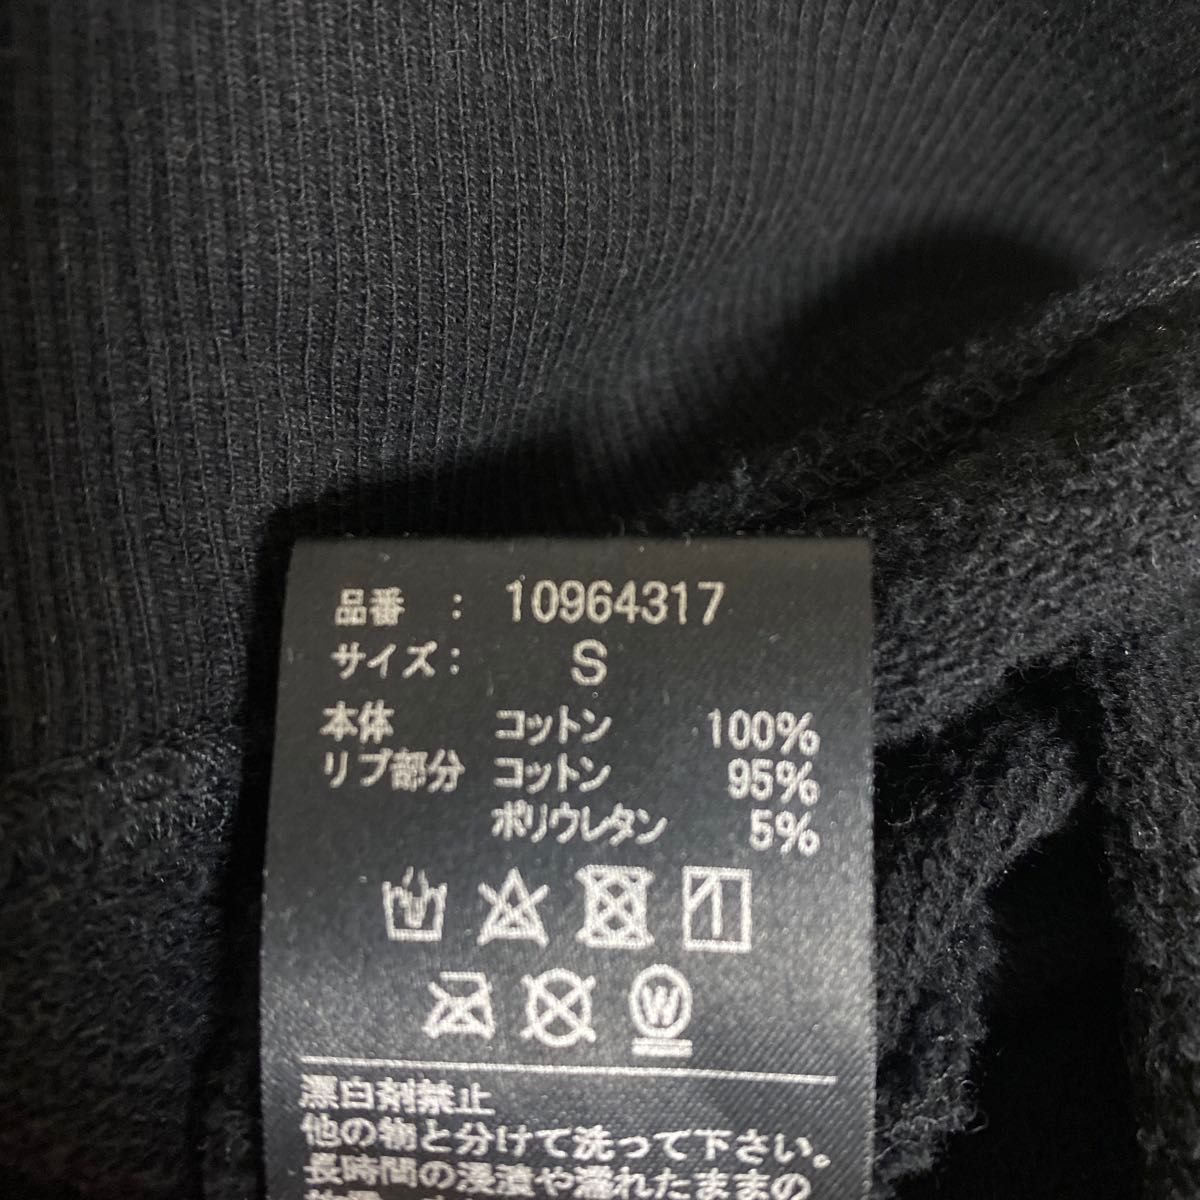 品番 : 10964317
サイズ: S
本体 コットン 100%
リブ部分 コットン 95%
ポリウレタン 5%
W
漂白剤禁止
他の物と分けて洗って下さい。
長時間の浸漬や濡れたままの